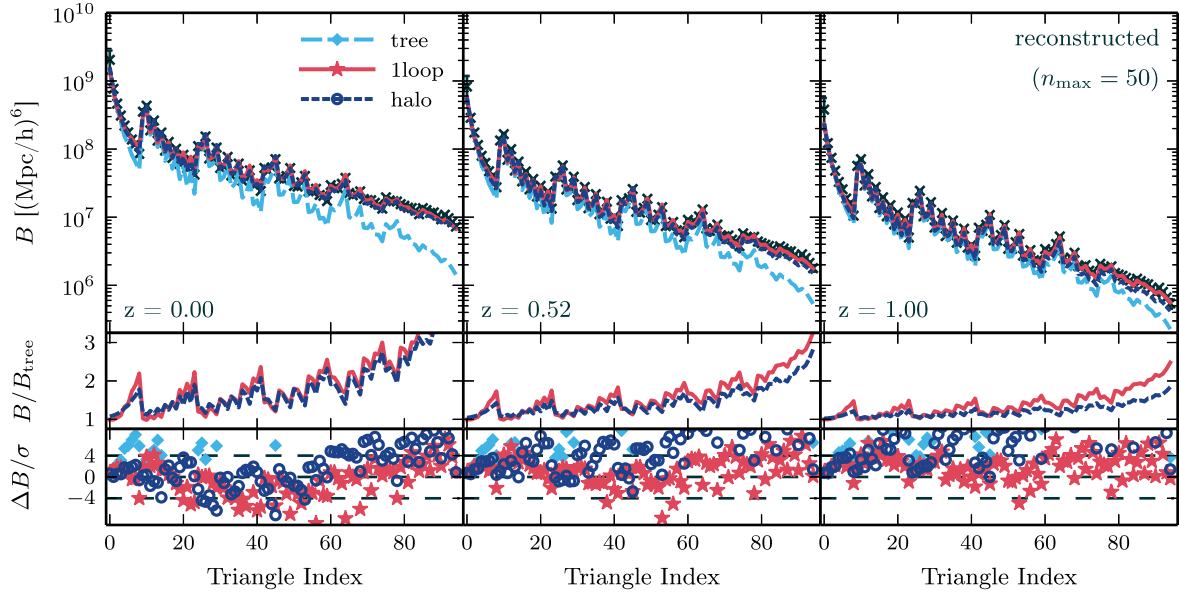 10^10
10^9
10^8
10^7
10^6
B [(Mpc/h)^6]
tree
1loop
halo
reconstructed
(n_max = 50)
z = 0.00
z = 0.52
z = 1.00
3
2
1
B/B_tree
4
0
−4
ΔB/σ
0 20 40 60 80
0 20 40 60 80
0 20 40 60 80
Triangle Index
Triangle Index
Triangle Index